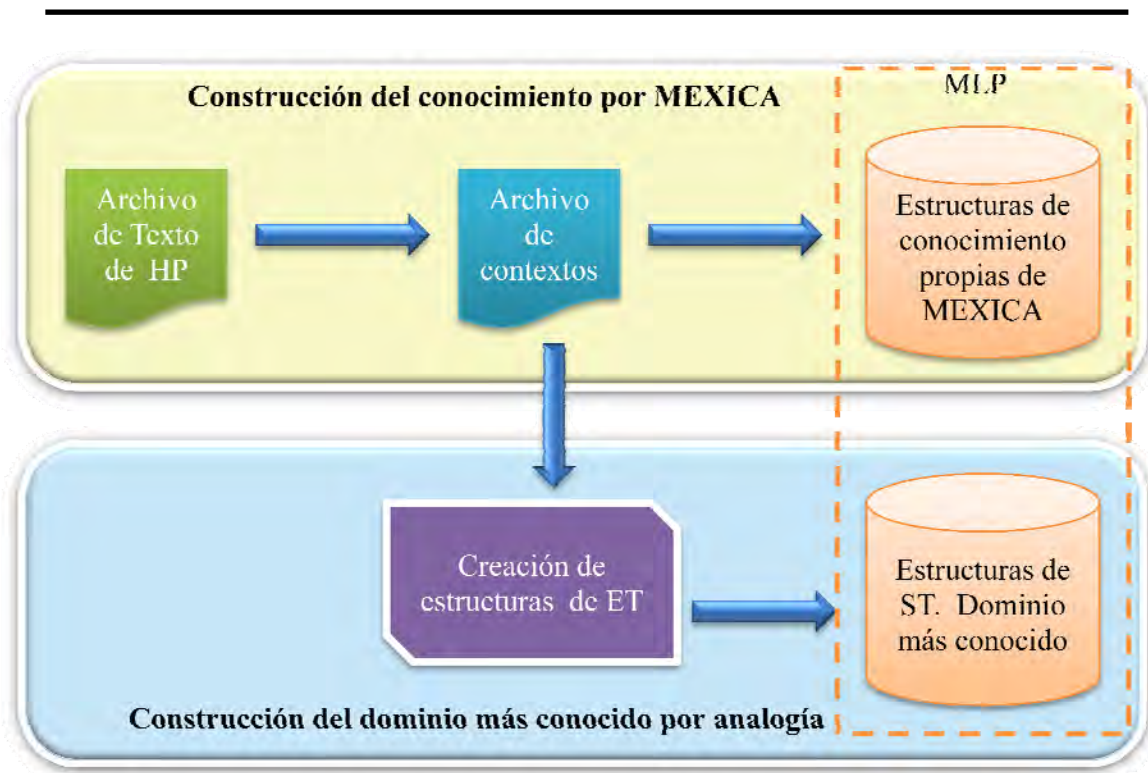 Construcción del conocimiento por MEXICA
MLP
Archivo
de Texto
de HP
Archivo
de
contextos
Estructuras de
conocimiento
propias de
MEXICA
Creación de
estructuras de ET
Estructuras de
ST. Dominio
más conocido
Construcción del dominio más conocido por analogía